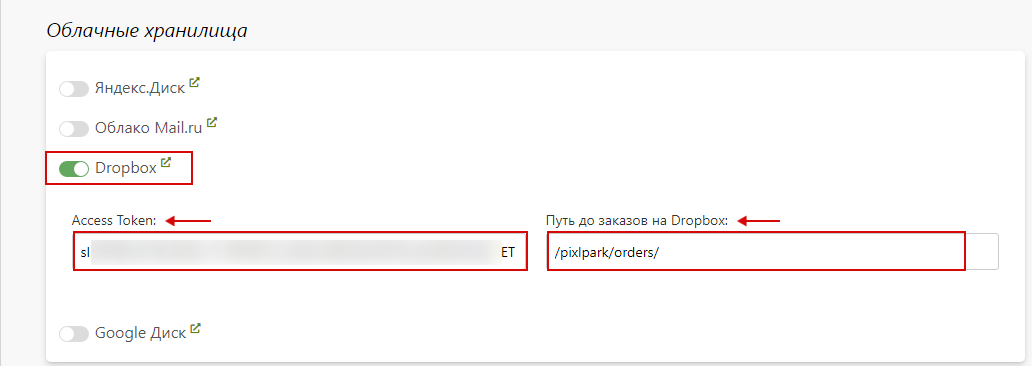 Облачные хранилища
Яндекс.Диск
Облако Mail.ru
Dropbox
Access Token: Путь до заказов на Dropbox:
sl ET /pixlpark/orders/
Google Диск